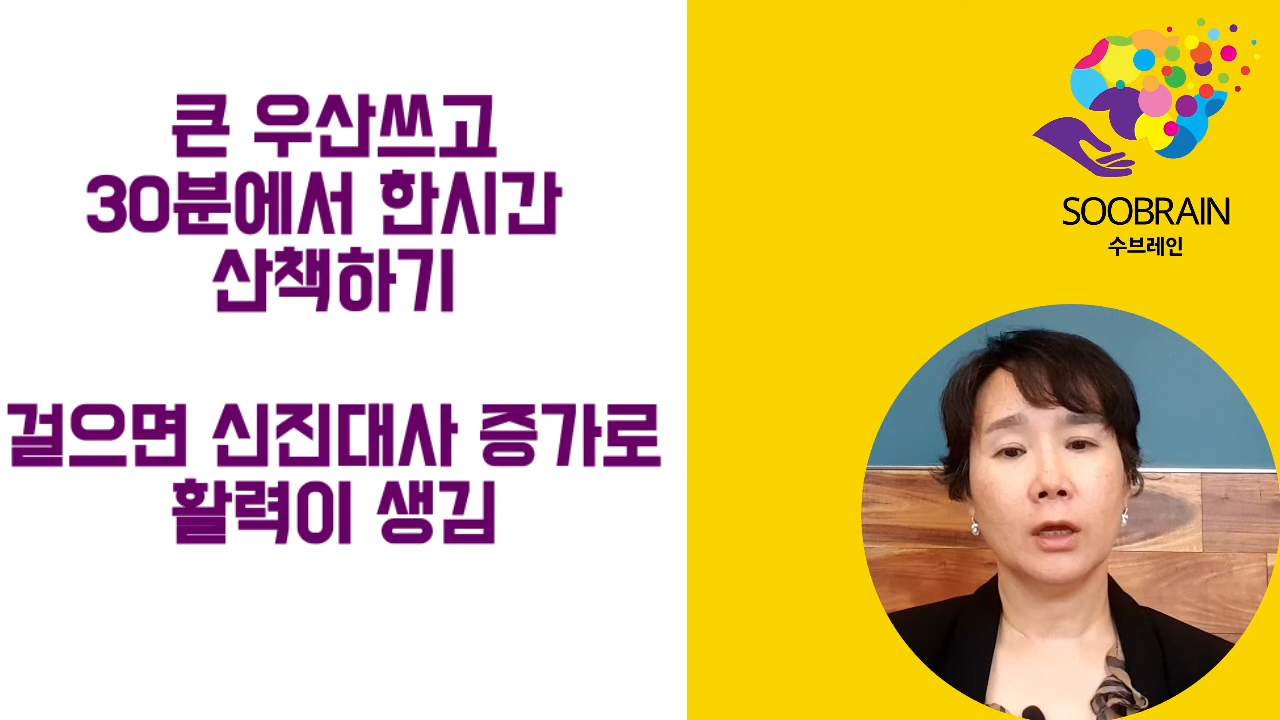 큰 우산쓰고
30분에서 한시간
산책하기
걸으면 신진대사 증가로
활력이 생김
SOOBRAIN
수브레인